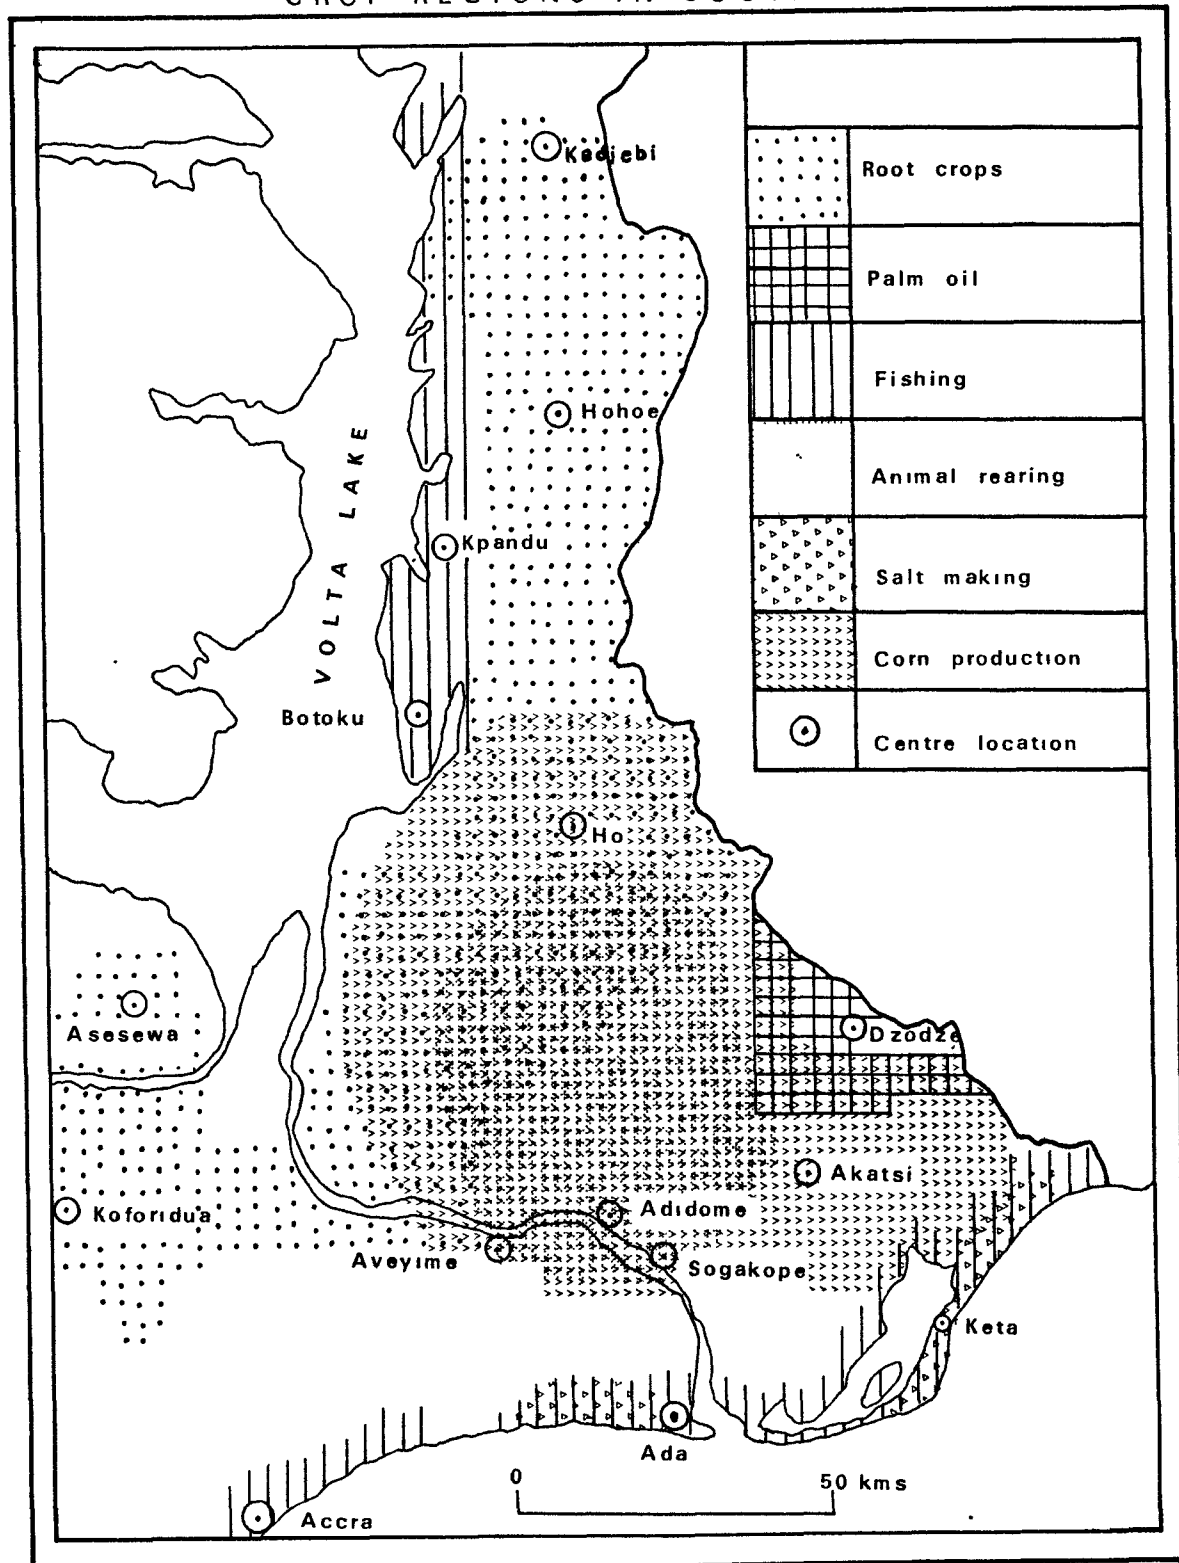 Kadjebi
Root crops
Palm oil
Fishing
Hohoe
VOLTA LAKE
Animal rearing
Kpandu
Salt making
Corn production
Botoku
Centre location
Ho
Asesewa
Dzodze
Akatsi
Koforidua
Adidome
Aveyime
Sogakope
Keta
Ada
0 50 kms
Accra